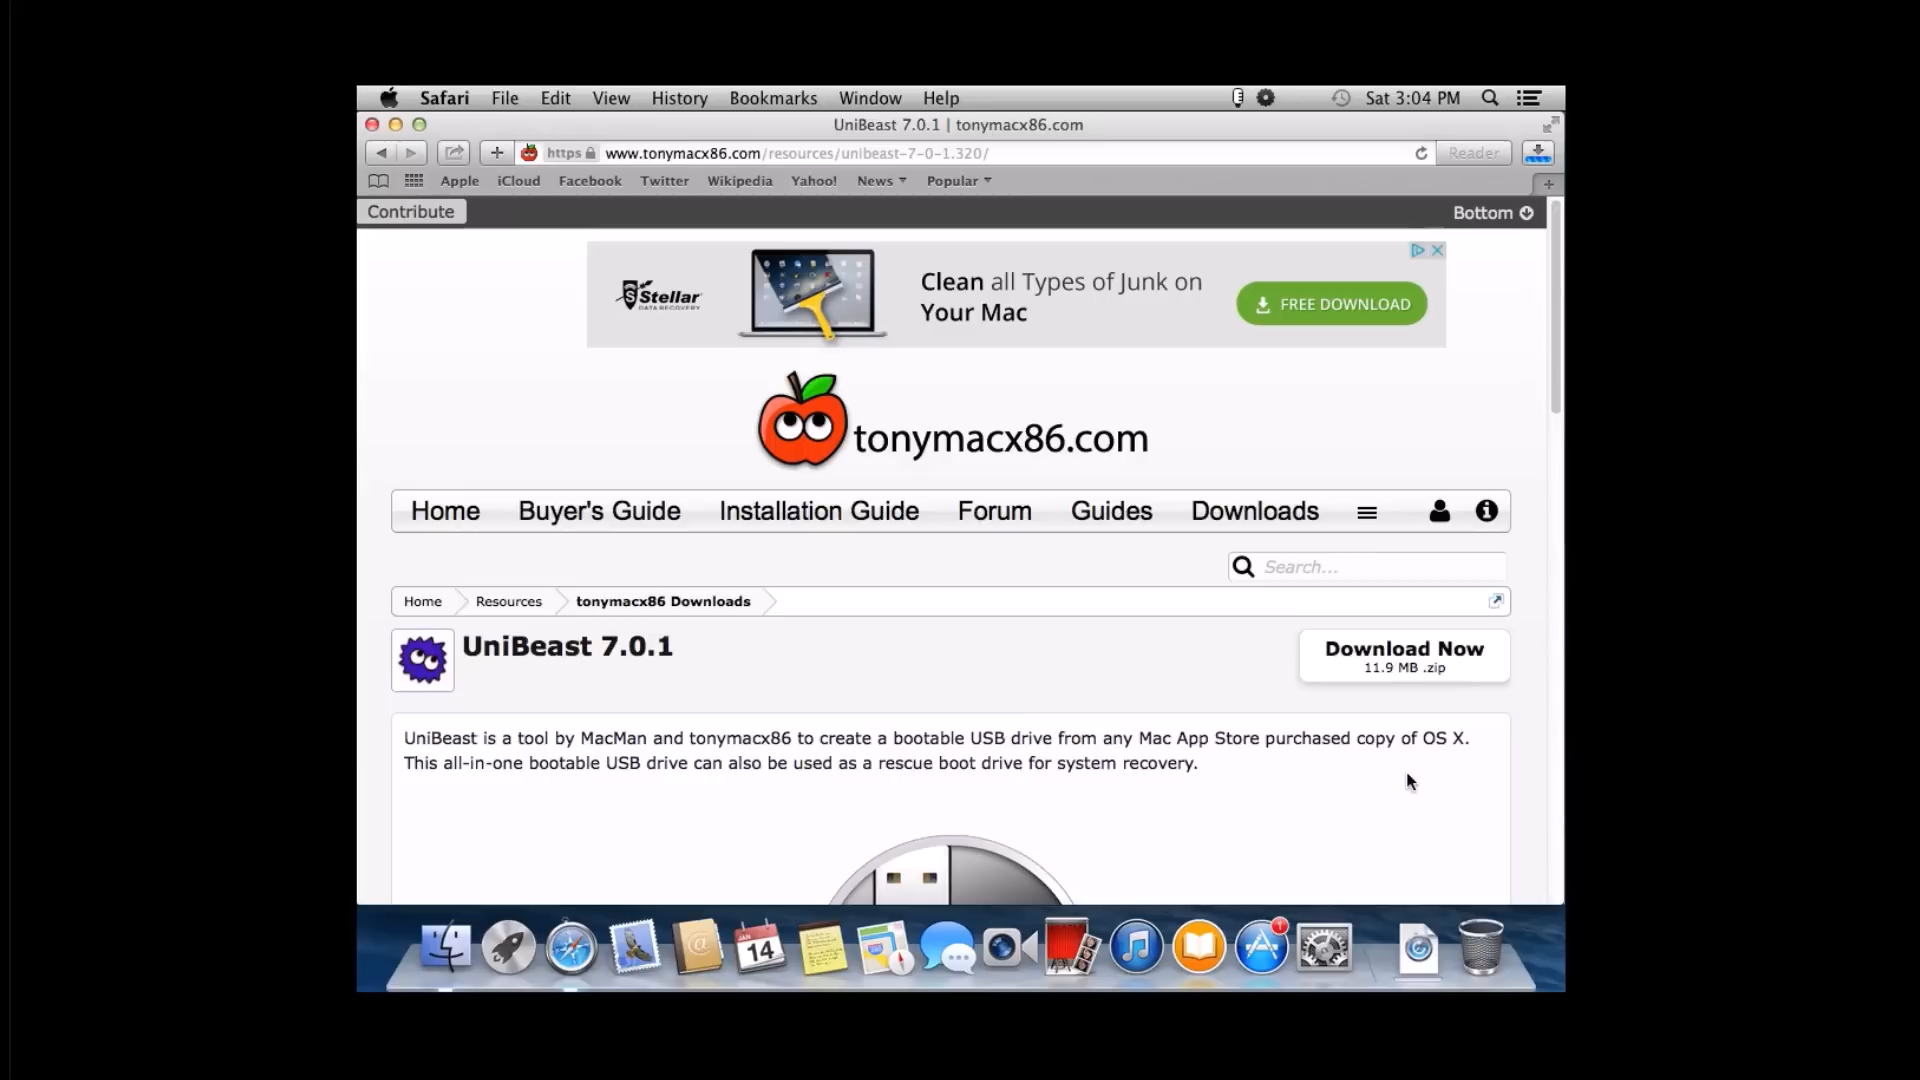 Safari File Edit View History Bookmarks Window Help Sat 3:04 PM
UniBeast 7.0.1 | tonymacx86.com
https www.tonymacx86.com/resources/unibeast-7-0-1.320/ Reader
Apple iCloud Facebook Twitter Wikipedia Yahoo! News Popular
Contribute Bottom
Stellar
DATA RECOVERY
Clean all Types of Junk on
Your Mac
FREE DOWNLOAD
tonymacx86.com
Home Buyer's Guide Installation Guide Forum Guides Downloads
Search...
Home Resources tonymacx86 Downloads
UniBeast 7.0.1
Download Now
11.9 MB .zip
UniBeast is a tool by MacMan and tonymacx86 to create a bootable USB drive from any Mac App Store purchased copy of OS X.
This all-in-one bootable USB drive can also be used as a rescue boot drive for system recovery.
JAN
14
1